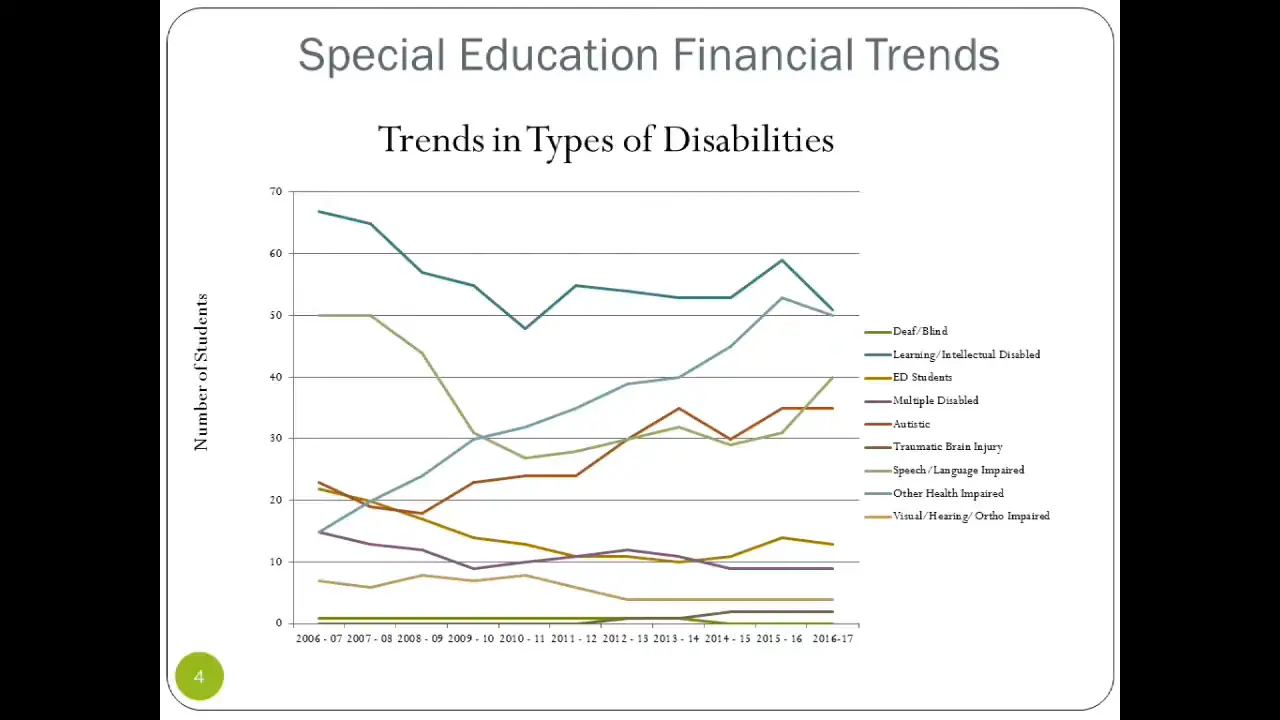 Special Education Financial Trends
Trends in Types of Disabilities
Number of Students
70
60
50
40
30
20
10
0
2006 - 07 2007 - 08 2008 - 09 2009 - 10 2010 - 11 2011 - 12 2012 - 13 2013 - 14 2014 - 15 2015 - 16 2016-17
Deaf/Blind
Learning/Intellectual Disabled
ED Students
Multiple Disabled
Autistic
Traumatic Brain Injury
Speech/Language Impaired
Other Health Impaired
Visual/Hearing/Ortho Impaired
4